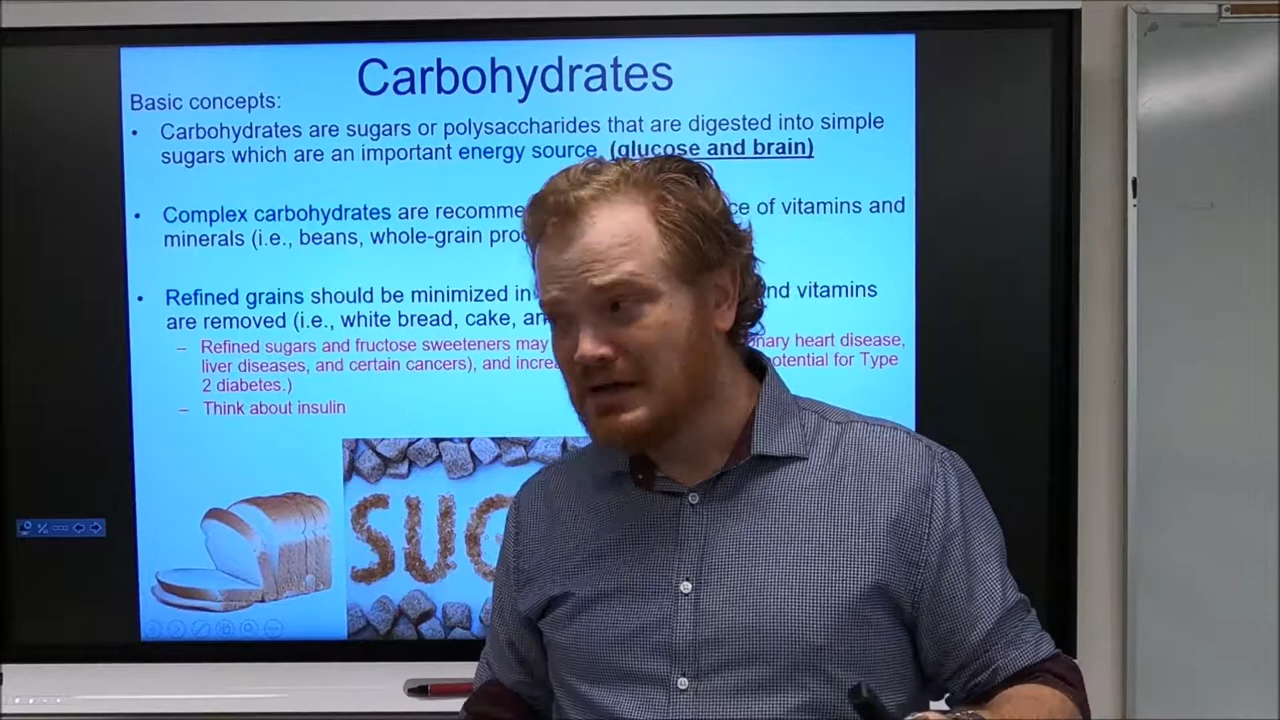 Carbohydrates
Basic concepts:
• Carbohydrates are sugars or polysaccharides that are digested into simple
sugars which are an important energy source (glucose and brain)
• Complex carbohydrates are recomme ce of vitamins and
minerals (i.e., beans, whole-grain pro
• Refined grains should be minimized in nd vitamins
are removed (i.e., white bread, cake, an
– Refined sugars and fructose sweeteners may onary heart disease,
liver diseases, and certain cancers), and increa potential for Type
2 diabetes.)
– Think about insulin
SUG